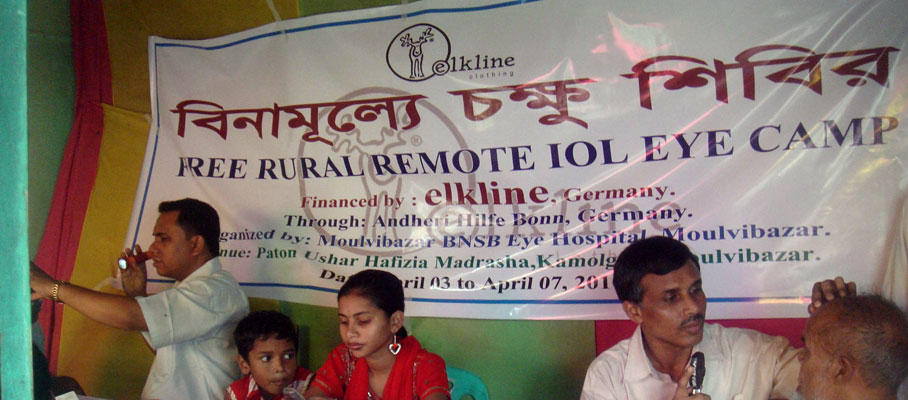 elkline
clothing
বিনামূল্যে চক্ষু শিবির
FREE RURAL REMOTE IOL EYE CAMP
Financed by : elkline, Germany.
Through: Andheri Hilfe Bonn, Germany.
by: Moulvibazar BNSB Eye Hospital, Moulvibazar.
Paton Ushar Hafizia Madrasha,
03 to April 07,